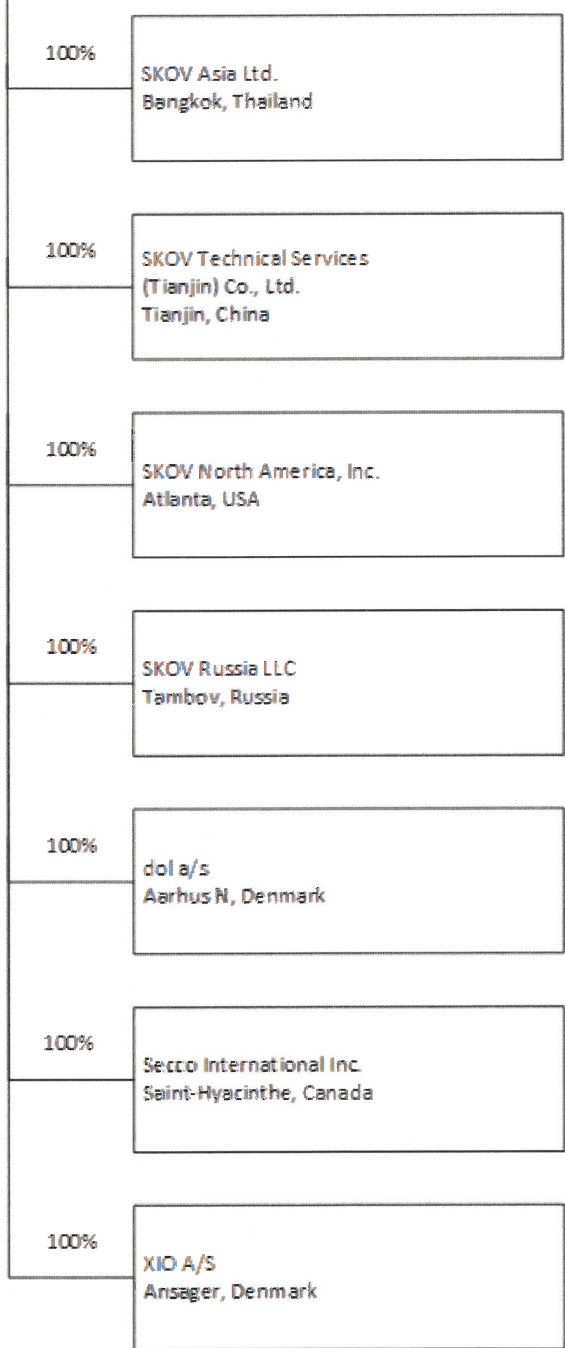 100%
SKOV Asia Ltd.
Bangkok, Thailand
100%
SKOV Technical Services
(Tianjin) Co., Ltd.
Tianjin, China
100%
SKOV North America, Inc.
Atlanta, USA
100%
SKOV Russia LLC
Tambov, Russia
100%
dol a/s
Aarhus N, Denmark
100%
Secco International Inc.
Saint-Hyacinthe, Canada
100%
XIO A/S
Ansager, Denmark